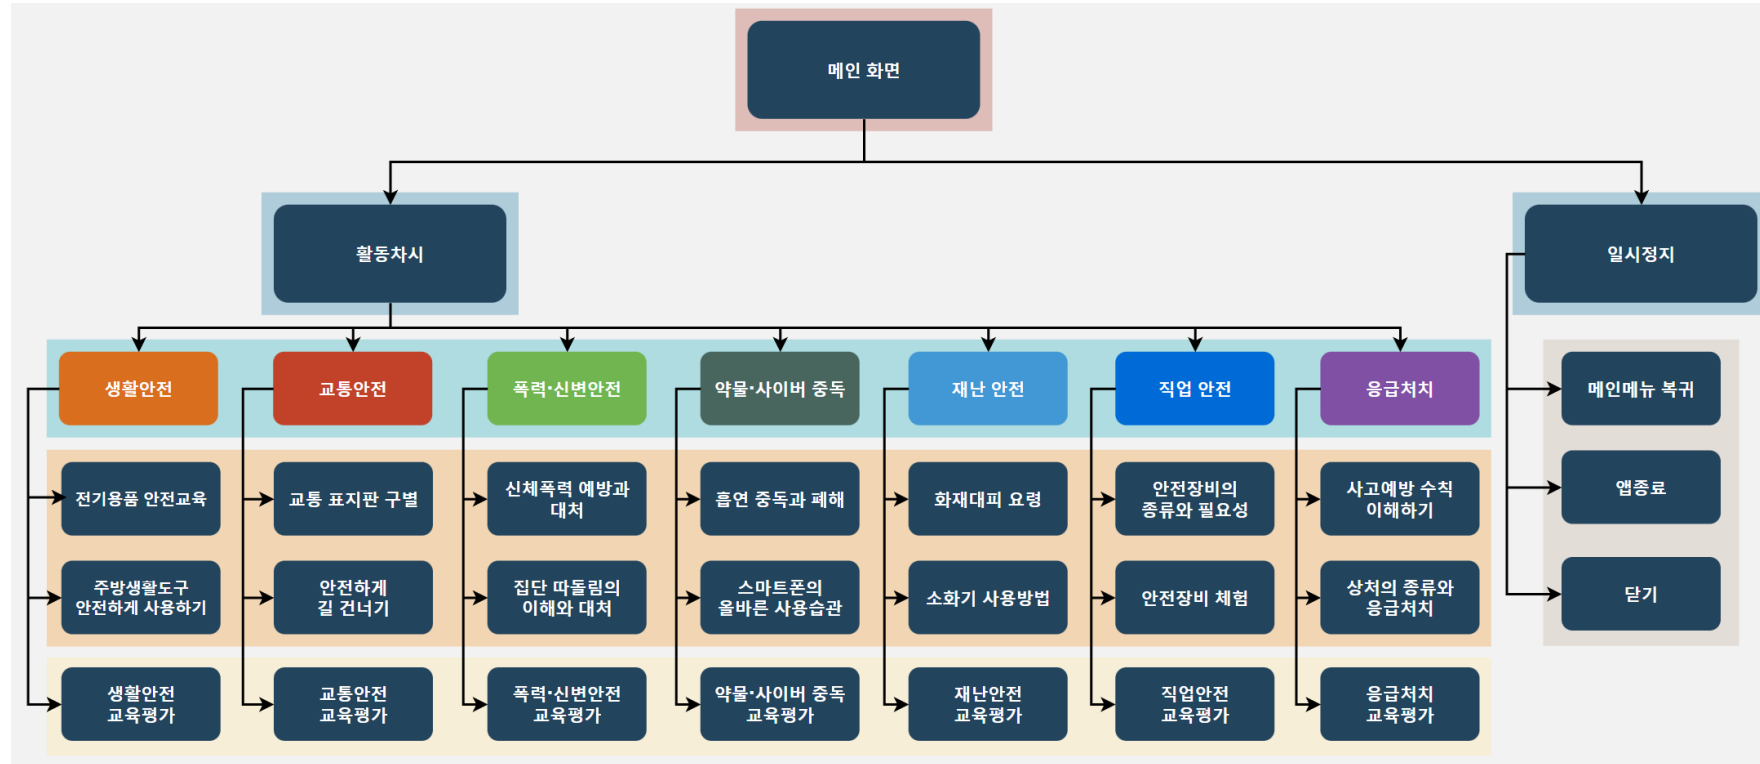 메인 화면
활동차시
일시정지
생활안전
교통안전
폭력·신변안전
약물·사이버 중독
재난 안전
직업 안전
응급처치
메인메뉴 복귀
전기용품 안전교육
교통 표지판 구별
신체폭력 예방과
대처
흡연 중독과 폐해
화재대피 요령
안전장비의
종류와 필요성
사고예방 수칙
이해하기
앱종료
주방생활도구
안전하게 사용하기
안전하게
길 건너기
집단 따돌림의
이해와 대처
스마트폰의
올바른 사용습관
소화기 사용방법
안전장비 체험
상처의 종류와
응급처치
닫기
생활안전
교육평가
교통안전
교육평가
폭력·신변안전
교육평가
약물·사이버 중독
교육평가
재난안전
교육평가
직업안전
교육평가
응급처치
교육평가